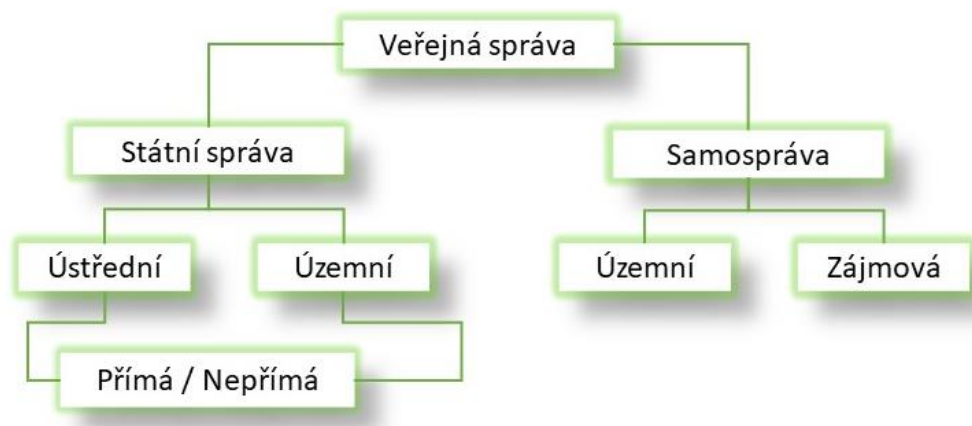 Veřejná správa
Státní správa
Samospráva
Ústřední
Územní
Územní
Zájmová
Přímá / Nepřímá